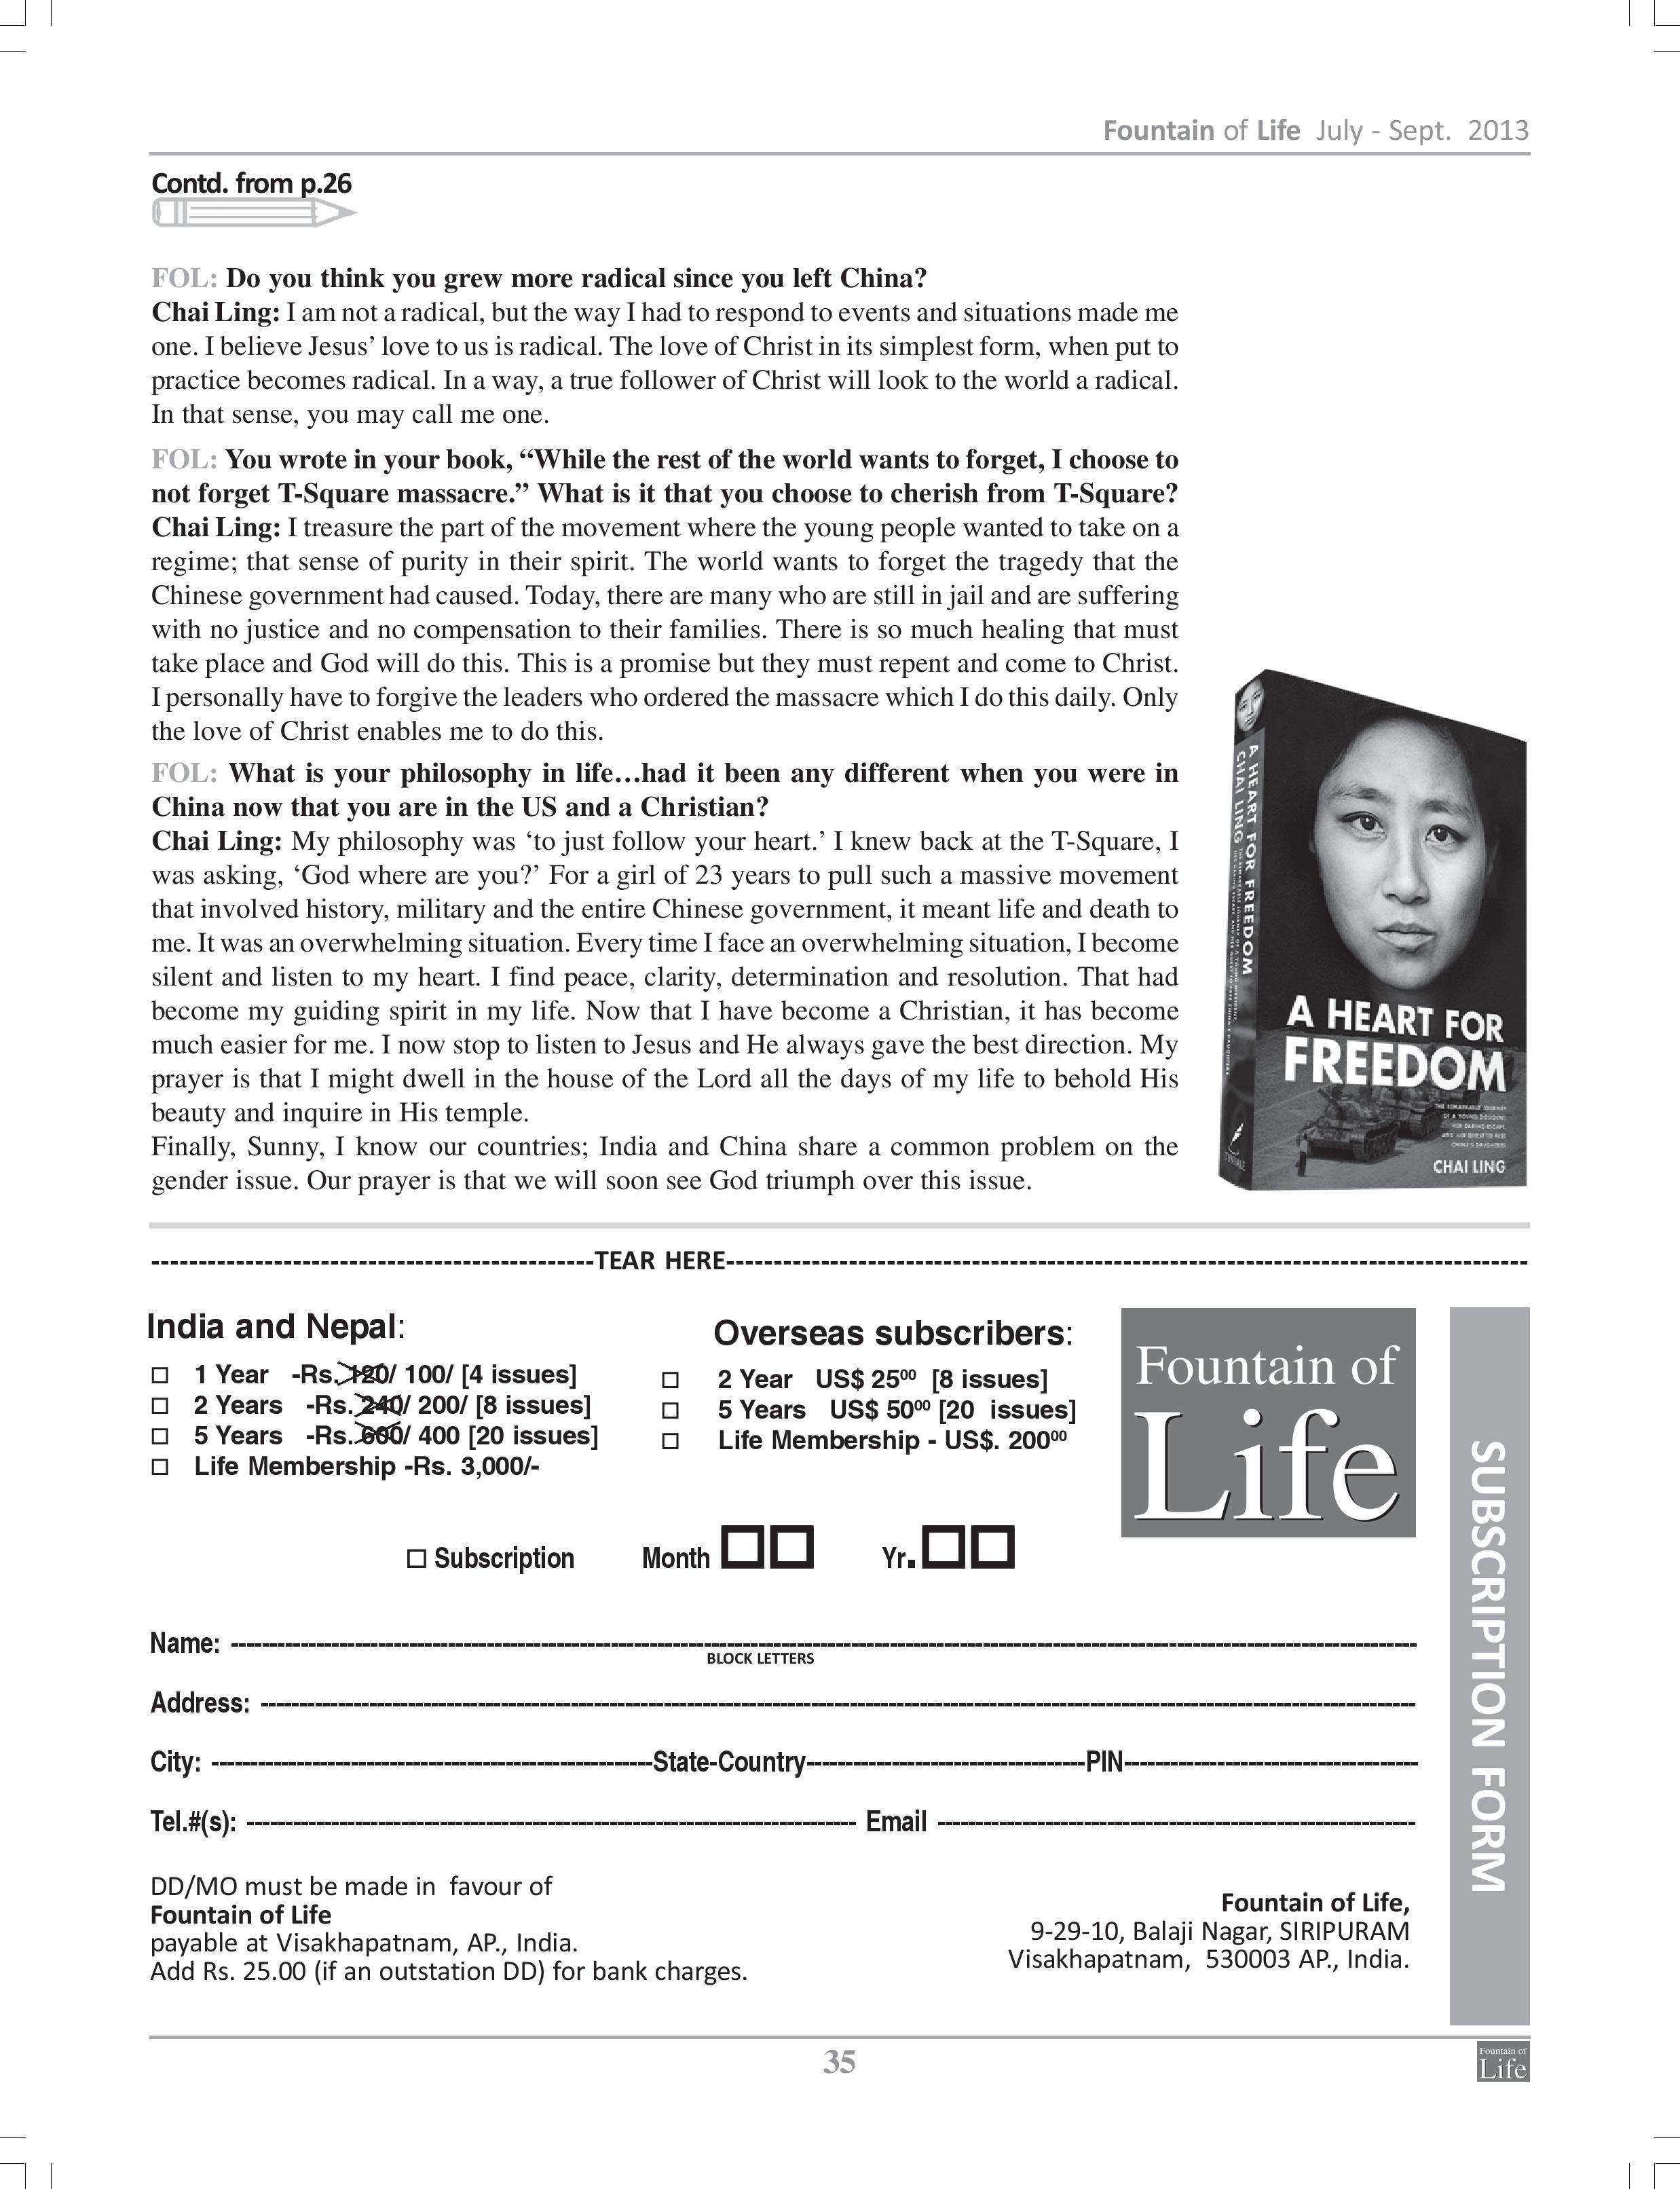 Fountain of Life July - Sept. 2013
Contd. from p.26
FOL: Do you think you grew more radical since you left China?
Chai Ling: I am not a radical, but the way I had to respond to events and situations made me
one. I believe Jesus’ love to us is radical. The love of Christ in its simplest form, when put to
practice becomes radical. In a way, a true follower of Christ will look to the world a radical.
In that sense, you may call me one.
FOL: You wrote in your book, “While the rest of the world wants to forget, I choose to
not forget T-Square massacre.” What is it that you choose to cherish from T-Square?
Chai Ling: I treasure the part of the movement where the young people wanted to take on a
regime; that sense of purity in their spirit. The world wants to forget the tragedy that the
Chinese government had caused. Today, there are many who are still in jail and are suffering
with no justice and no compensation to their families. There is so much healing that must
take place and God will do this. This is a promise but they must repent and come to Christ.
I personally have to forgive the leaders who ordered the massacre which I do this daily. Only
the love of Christ enables me to do this.
FOL: What is your philosophy in life…had it been any different when you were in
China now that you are in the US and a Christian?
Chai Ling: My philosophy was ‘to just follow your heart.’ I knew back at the T-Square, I
was asking, ‘God where are you?’ For a girl of 23 years to pull such a massive movement
that involved history, military and the entire Chinese government, it meant life and death to
me. It was an overwhelming situation. Every time I face an overwhelming situation, I become
silent and listen to my heart. I find peace, clarity, determination and resolution. That had
become my guiding spirit in my life. Now that I have become a Christian, it has become
much easier for me. I now stop to listen to Jesus and He always gave the best direction. My
prayer is that I might dwell in the house of the Lord all the days of my life to behold His
beauty and inquire in His temple.
Finally, Sunny, I know our countries; India and China share a common problem on the
gender issue. Our prayer is that we will soon see God triumph over this issue.
A HEART FOR FREEDOM
CHAI LING
A HEART FOR
FREEDOM
THE REMARKABLE JOURNEY
OF A YOUNG DISSIDENT,
HER DARING ESCAPE,
AND HER QUEST TO FREE
CHINA'S DAUGHTERS
CHAI LING
TYNDALE
TEAR HERE
India and Nepal:
1 Year -Rs. 120/ 100/ [4 issues]
2 Years -Rs. 240/ 200/ [8 issues]
5 Years -Rs. 600/ 400 [20 issues]
Life Membership -Rs. 3,000/-
Overseas subscribers:
2 Year US$ 25⁰⁰ [8 issues]
5 Years US$ 50⁰⁰ [20 issues]
Life Membership - US$. 200⁰⁰
Fountain of
Life
SUBSCRIPTION FORM
Subscription Month Yr.
Name:
BLOCK LETTERS
Address:
City: State-Country PIN
Tel.#(s): Email
DD/MO must be made in favour of
Fountain of Life
payable at Visakhapatnam, AP., India.
Add Rs. 25.00 (if an outstation DD) for bank charges.
Fountain of Life,
9-29-10, Balaji Nagar, SIRIPURAM
Visakhapatnam, 530003 AP., India.
35
Fountain of
Life